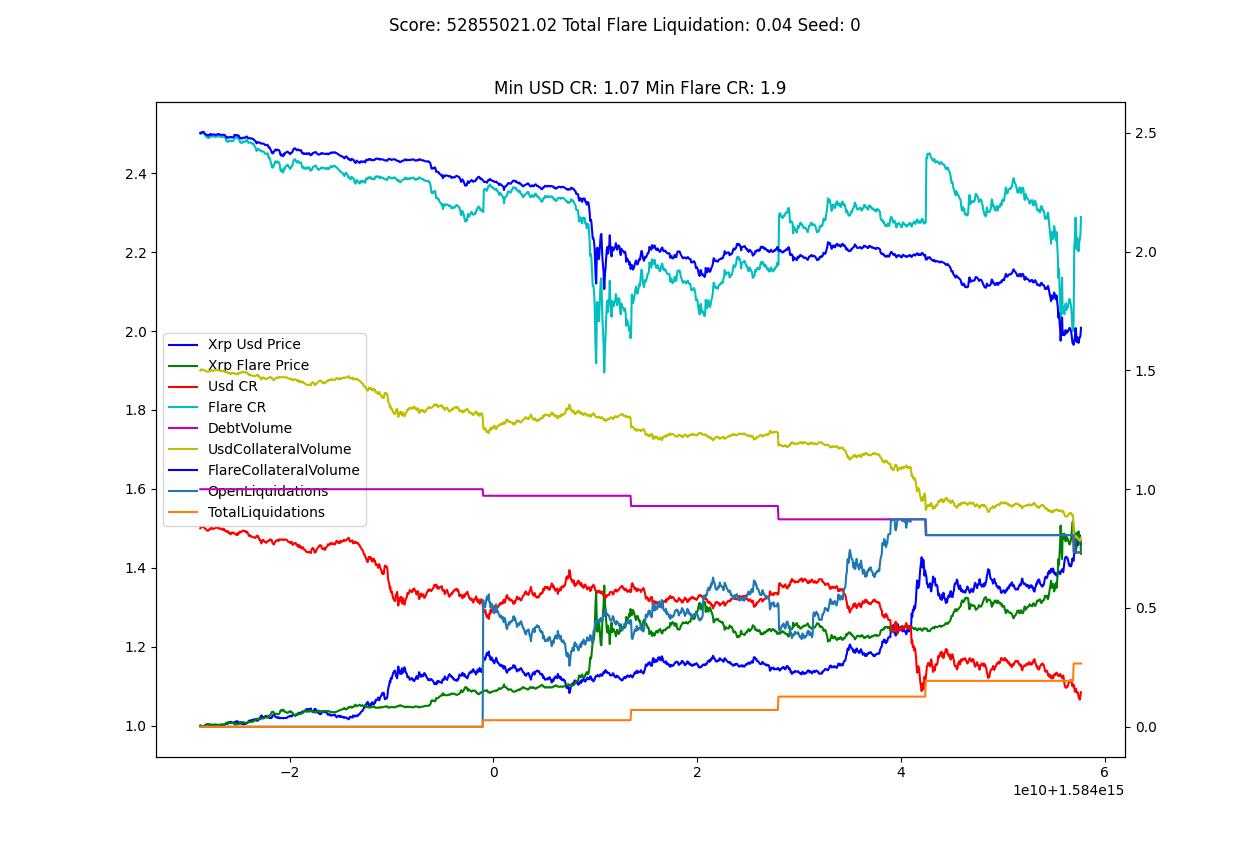 Score: 52855021.02 Total Flare Liquidation: 0.04 Seed: 0
Min USD CR: 1.07 Min Flare CR: 1.9
2.4
2.2
2.0
1.8
1.6
1.4
1.2
1.0
2.5
2.0
1.5
1.0
0.5
0.0
Xrp Usd Price
Xrp Flare Price
Usd CR
Flare CR
DebtVolume
UsdCollateralVolume
FlareCollateralVolume
OpenLiquidations
TotalLiquidations
−2 0 2 4 6
1e10+1.584e15